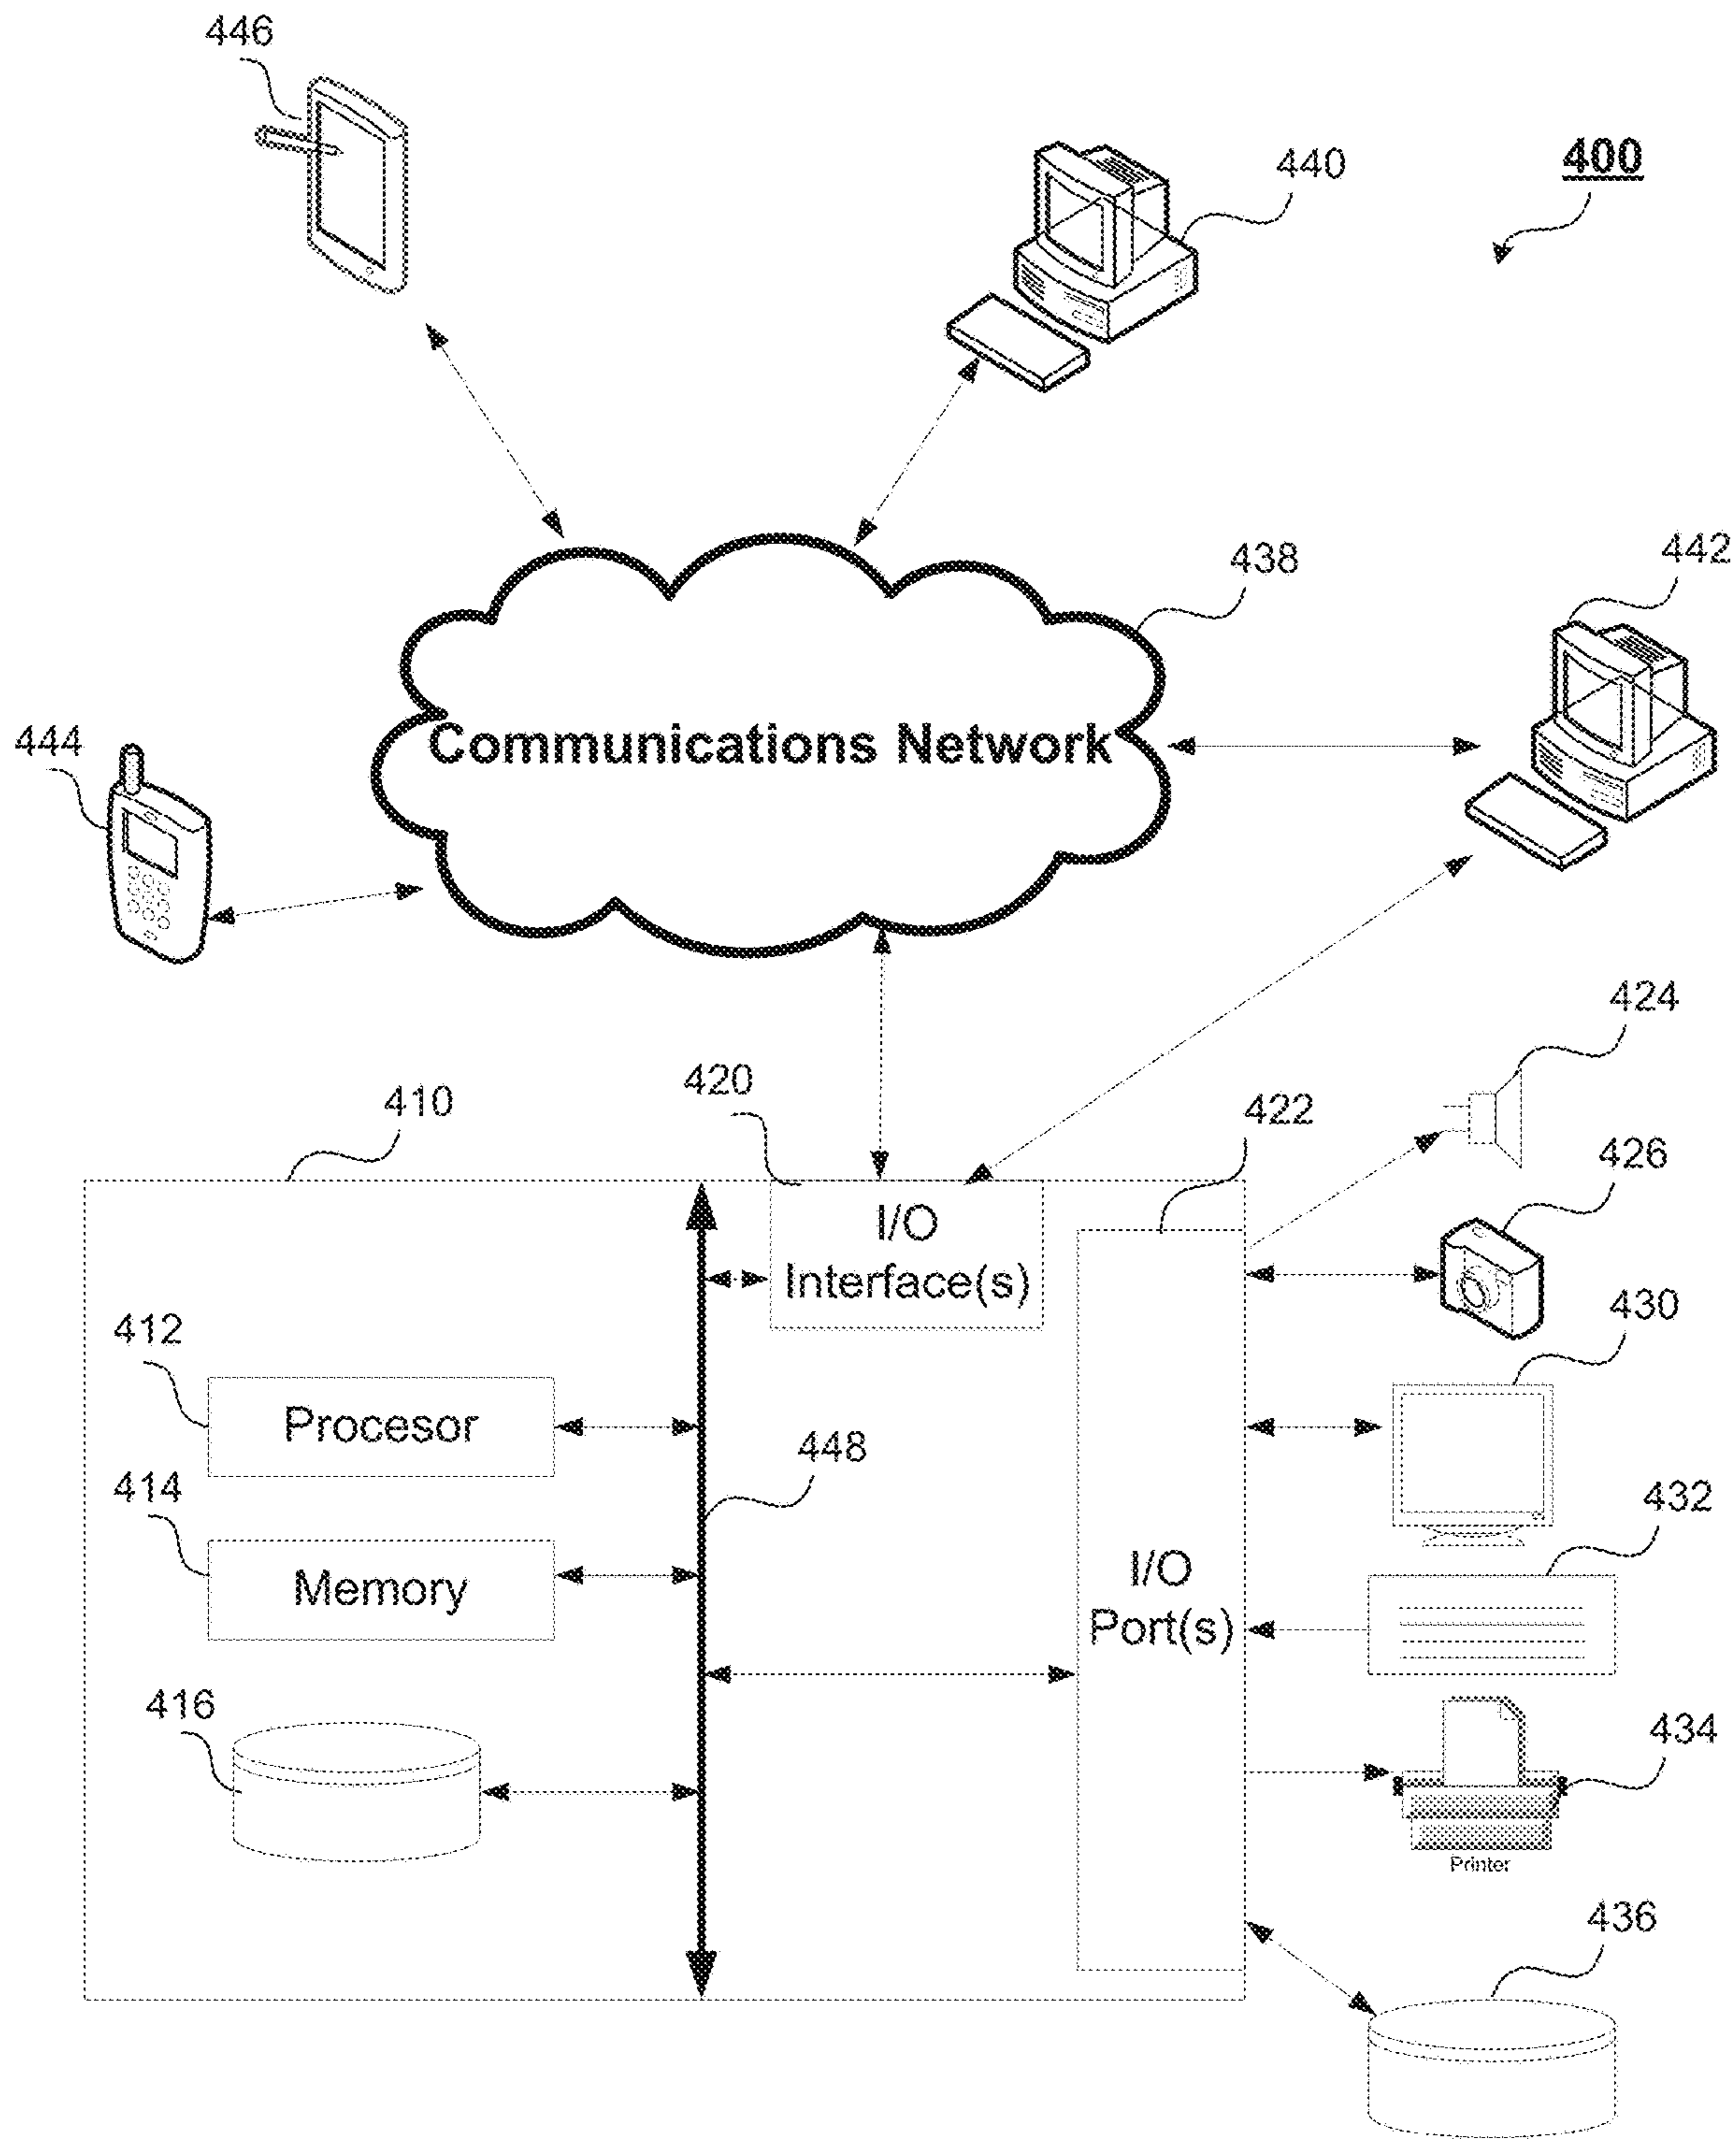 446
440
400
438
442
Communications Network
444
424
420
410
422
426
I/O
Interface(s)
430
412
Procesor
448
414
432
Memory
I/O
Port(s)
416
434
Printer
436